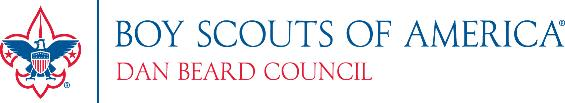 BOY SCOUTS OF AMERICA®
DAN BEARD COUNCIL
®